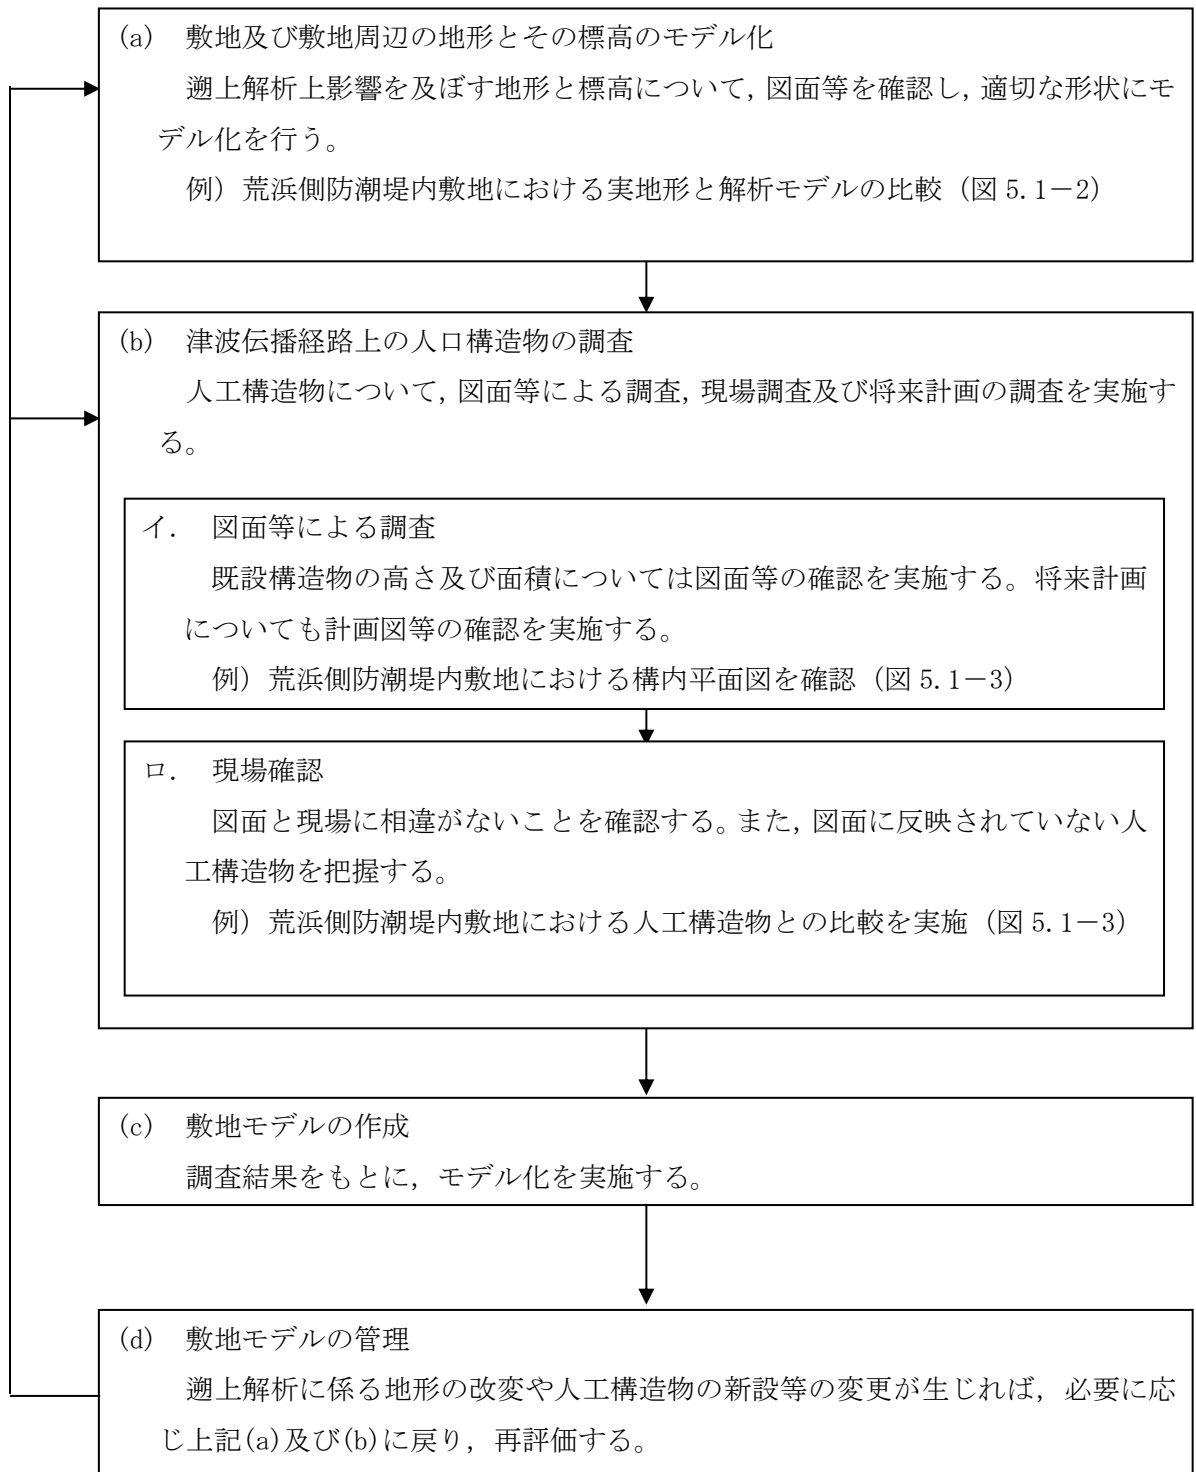 (a) 敷地及び敷地周辺の地形とその標高のモデル化
遡上解析上影響を及ぼす地形と標高について,図面等を確認し,適切な形状にモ
デル化を行う。
例）荒浜側防潮堤内敷地における実地形と解析モデルの比較（図 5.1－2）
(b) 津波伝播経路上の人口構造物の調査
人工構造物について,図面等による調査,現場調査及び将来計画の調査を実施す
る。
イ． 図面等による調査
既設構造物の高さ及び面積については図面等の確認を実施する。将来計画
についても計画図等の確認を実施する。
例）荒浜側防潮堤内敷地における構内平面図を確認（図 5.1－3）
ロ． 現場確認
図面と現場に相違がないことを確認する。また,図面に反映されていない人
工構造物を把握する。
例）荒浜側防潮堤内敷地における人工構造物との比較を実施（図 5.1－3）
(c) 敷地モデルの作成
調査結果をもとに，モデル化を実施する。
(d) 敷地モデルの管理
遡上解析に係る地形の改変や人工構造物の新設等の変更が生じれば，必要に応
じ上記(a)及び(b)に戻り，再評価する。